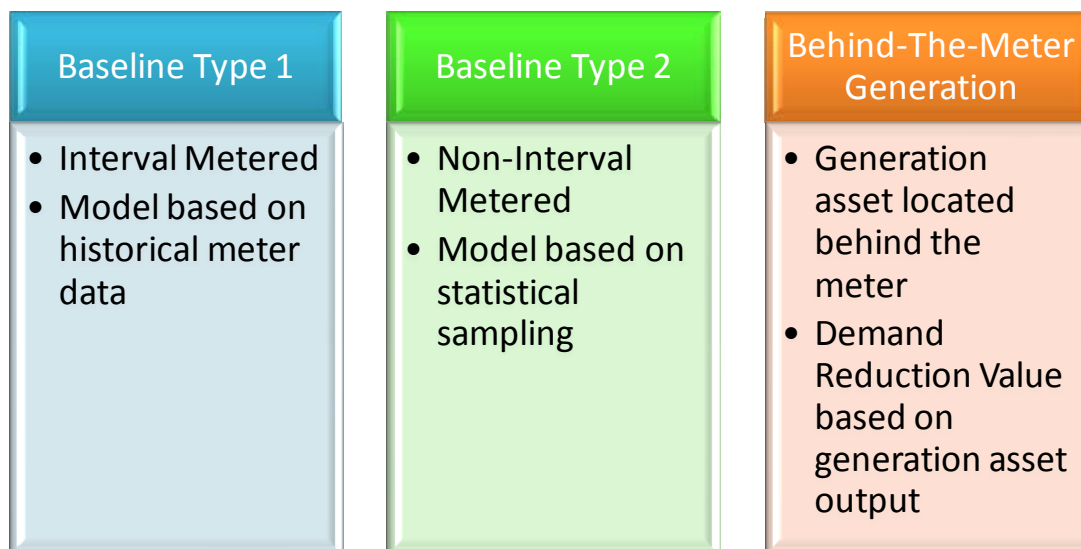 Baseline Type 1
• Interval Metered
• Model based on
historical meter
data
Baseline Type 2
• Non-Interval
Metered
• Model based on
statistical
sampling
Behind-The-Meter
Generation
• Generation
asset located
behind the
meter
• Demand
Reduction Value
based on
generation asset
output